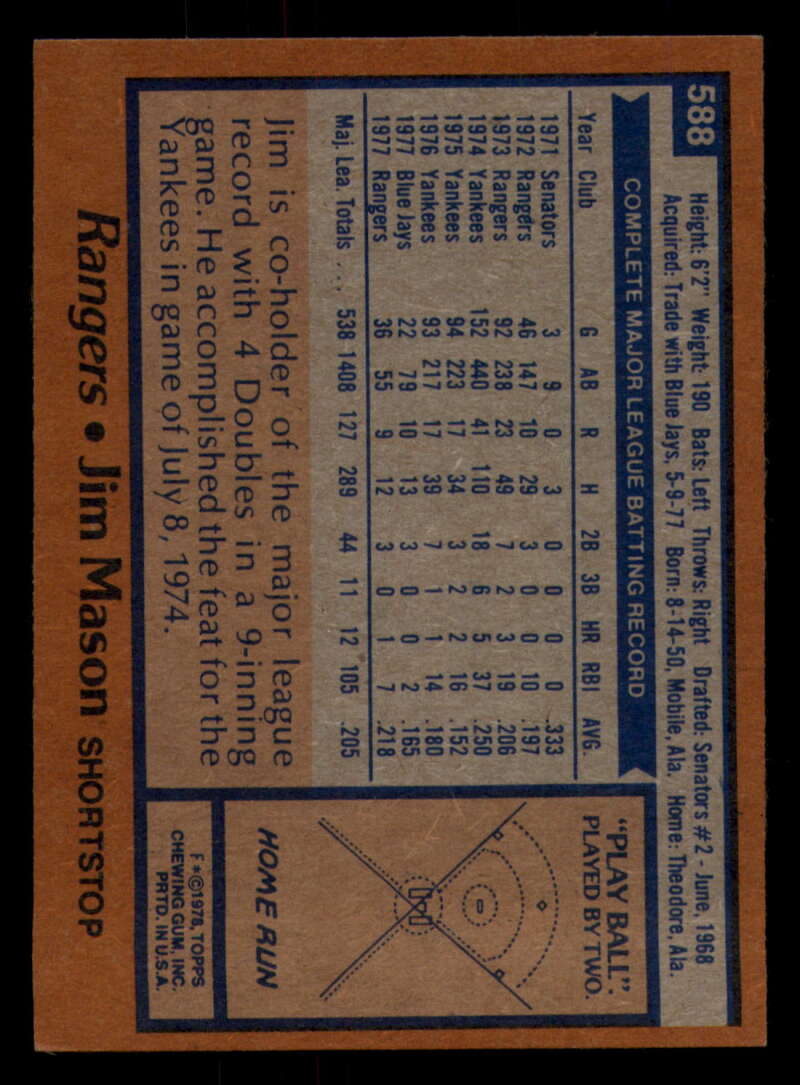 588
Height: 6'2" Weight: 190 Bats: Left Throws: Right Drafted: Senators #2 - June, 1968
Acquired: Trade with Blue Jays, 5-9-77 Born: 8-14-50, Mobile, Ala. Home: Theodore, Ala.
COMPLETE MAJOR LEAGUE BATTING RECORD
Year Club G AB R H 2B 3B HR RBI AVG.
1971 Senators 3 9 0 3 0 0 0 0 .333
1972 Rangers 46 147 10 29 3 0 0 10 .197
1973 Rangers 92 238 23 49 7 2 3 19 .206
1974 Yankees 152 440 41 110 18 6 5 37 .250
1975 Yankees 94 223 17 34 3 2 2 16 .152
1976 Yankees 93 217 17 39 7 1 1 14 .180
1977 Blue Jays 22 79 10 13 3 0 0 2 .165
1977 Rangers 36 55 9 12 3 0 1 7 .218
Maj. Lea. Totals ... 538 1408 127 289 44 11 12 105 .205
Jim is co-holder of the major league
record with 4 Doubles in a 9-inning
game. He accomplished the feat for the
Yankees in game of July 8, 1974.
"PLAY BALL":
PLAYED BY TWO.
HOME RUN
F*©1978, TOPPS
CHEWING GUM, INC.
PRTD. IN U.S.A.
Rangers • Jim Mason SHORTSTOP